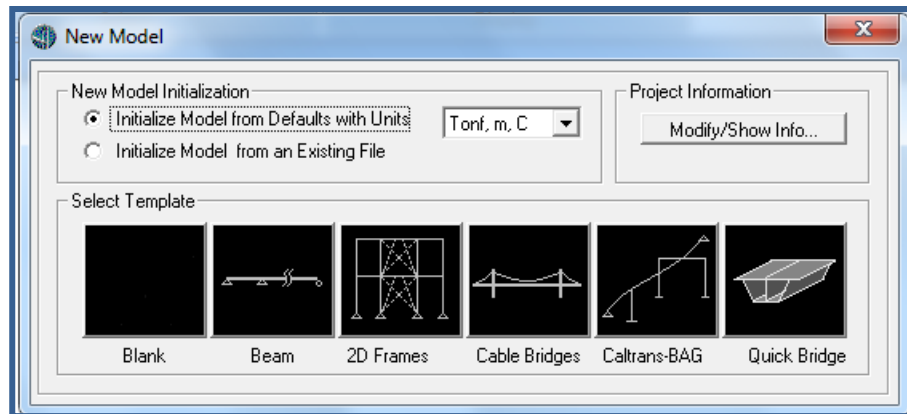 New Model
New Model Initialization
Initialize Model from Defaults with Units
Tonf, m, C
Initialize Model from an Existing File
Project Information
Modify/Show Info...
Select Template
Blank
Beam
2D Frames
Cable Bridges
Caltrans-BAG
Quick Bridge